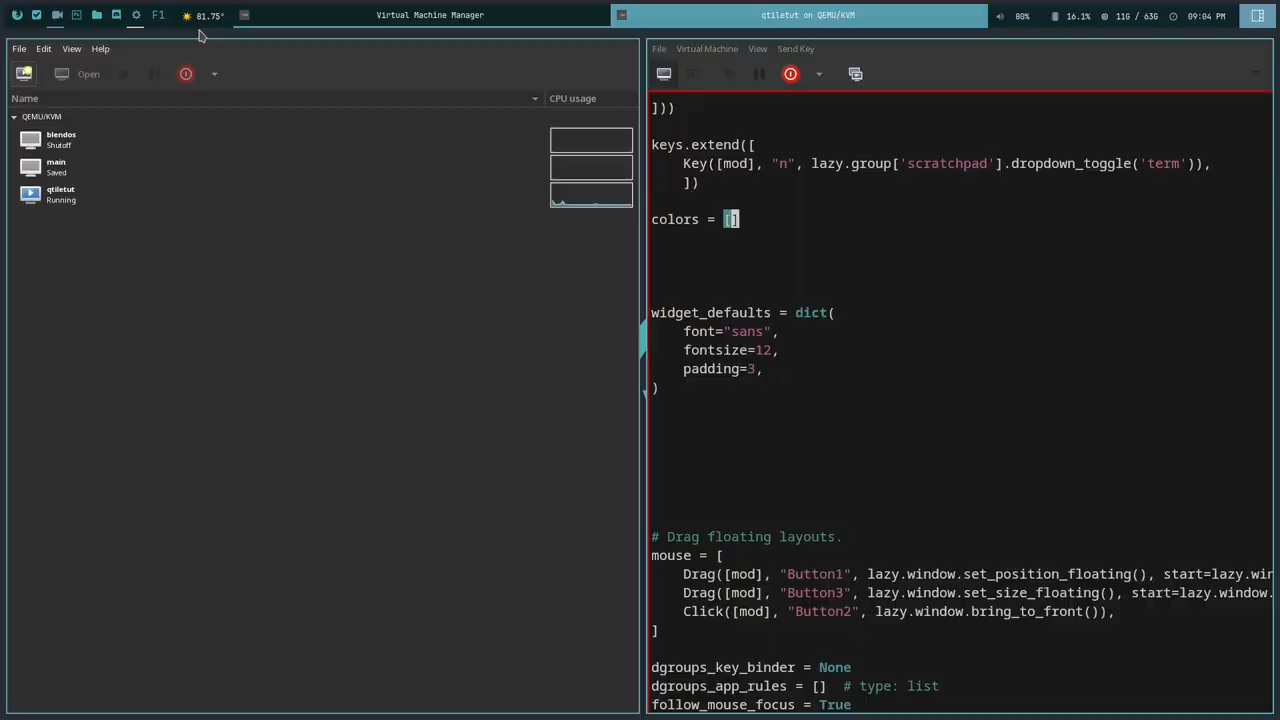 F1 81.75° Virtual Machine Manager qtiletut on QEMU/KVM 80% 16.1% 11G / 63G 09:04 PM
File Edit View Help
Open
Name CPU usage
QEMU/KVM
blendos
Shutoff
main
Saved
qtiletut
Running
File Virtual Machine View Send Key
]))
keys.extend([
    Key([mod], "n", lazy.group['scratchpad'].dropdown_toggle('term')),
    ])
colors = []
widget_defaults = dict(
    font="sans",
    fontsize=12,
    padding=3,
)
# Drag floating layouts.
mouse = [
    Drag([mod], "Button1", lazy.window.set_position_floating(), start=lazy.win
    Drag([mod], "Button3", lazy.window.set_size_floating(), start=lazy.window.
    Click([mod], "Button2", lazy.window.bring_to_front()),
]
dgroups_key_binder = None
dgroups_app_rules = []  # type: list
follow_mouse_focus = True